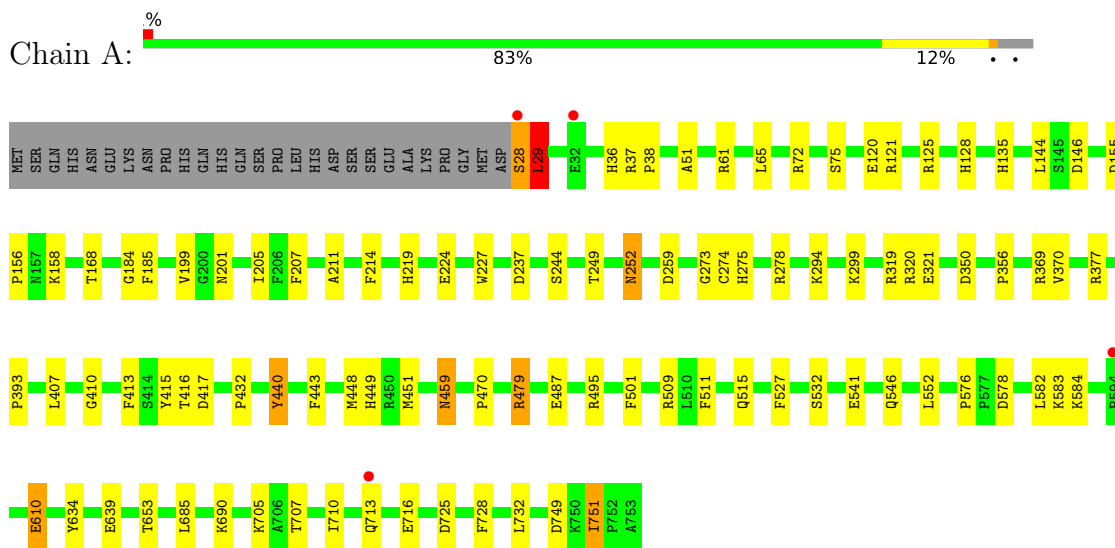 .%
Chain A:
83% 12% • •
MET SER GLN HIS ASN GLU LYS ASN PRO GLN HIS GLN SER PRO LEU HIS ASP SER SER GLU ALA LYS PRO GLY MET ASP S28 L29 E32 H36 R37 P38 A51 R61 L65 R72 S75 E120 R121 R125 H128 H135 L144 S145 D146 D155
P156 N157 K158 T168 G184 F185 V199 G200 N201 I205 F206 F207 A211 F214 H219 E224 W227 D237 S244 T249 N252 D259 G273 C274 H275 R278 K294 K299 R319 R320 E321 D350 P356 R369 V370 R377
P393 L407 G410 F413 S414 Y415 T416 D417 P432 Y440 F443 M448 H449 R450 M451 N459 P470 R479 E487 R495 F501 R509 L510 F511 Q515 F527 S532 E541 Q546 L552 P576 P577 D578 L582 K583 K584
E610 Y634 E639 T653 L685 K690 K705 A706 T707 I710 Q713 E716 D725 F728 L732 D749 K750 I751 P752 A753